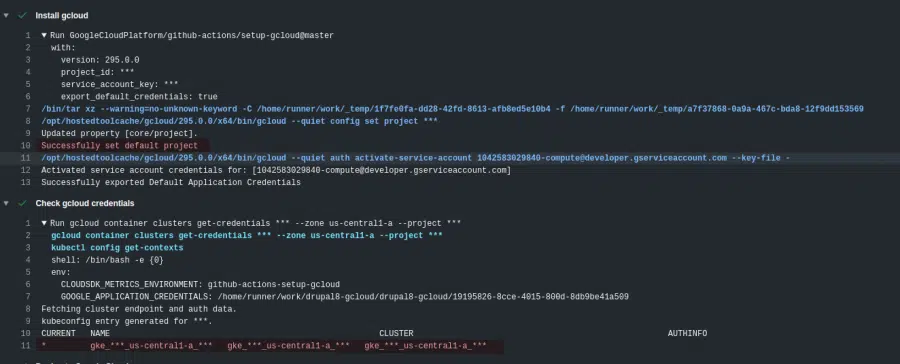 ▼ ✓ Install gcloud
1 ▼ Run GoogleCloudPlatform/github-actions/setup-gcloud@master
2 with:
3 version: 295.0.0
4 project_id: ***
5 service_account_key: ***
6 export_default_credentials: true
7 /bin/tar xz --warning=no-unknown-keyword -C /home/runner/work/_temp/1f7fe0fa-dd28-42fd-8613-afb8ed5e10b4 -f /home/runner/work/_temp/a7f37868-0a9a-467c-bda8-12f9dd153569
8 /opt/hostedtoolcache/gcloud/295.0.0/x64/bin/gcloud --quiet config set project ***
9 Updated property [core/project].
10 Successfully set default project
11 /opt/hostedtoolcache/gcloud/295.0.0/x64/bin/gcloud --quiet auth activate-service-account 1042583029840-compute@developer.gserviceaccount.com --key-file -
12 Activated service account credentials for: [1042583029840-compute@developer.gserviceaccount.com]
13 Successfully exported Default Application Credentials
▼ ✓ Check gcloud credentials
1 ▼ Run gcloud container clusters get-credentials *** --zone us-central1-a --project ***
2 gcloud container clusters get-credentials *** --zone us-central1-a --project ***
3 kubectl config get-contexts
4 shell: /bin/bash -e {0}
5 env:
6 CLOUDSDK_METRICS_ENVIRONMENT: github-actions-setup-gcloud
7 GOOGLE_APPLICATION_CREDENTIALS: /home/runner/work/drupal8-gcloud/drupal8-gcloud/19195826-8cce-4015-800d-8db9be41a509
8 Fetching cluster endpoint and auth data.
9 kubeconfig entry generated for ***.
10 CURRENT NAME CLUSTER AUTHINFO
11 * gke_***_us-central1-a_*** gke_***_us-central1-a_*** gke_***_us-central1-a_***